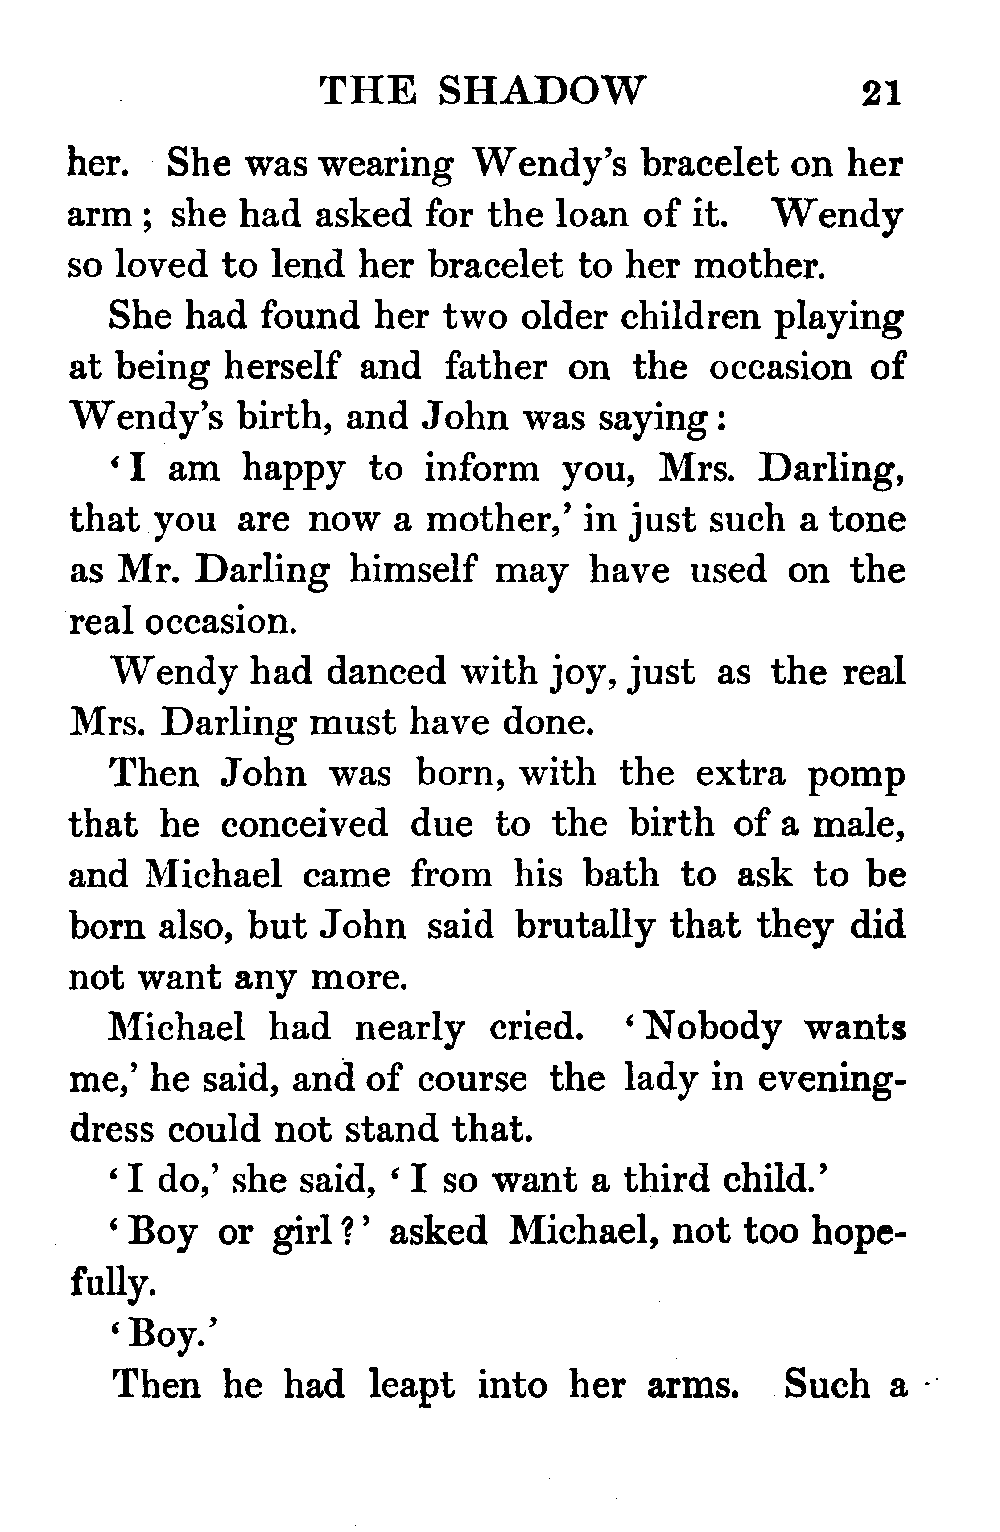 THE SHADOW 21
her. She was wearing Wendy's bracelet on her
arm ; she had asked for the loan of it. Wendy
so loved to lend her bracelet to her mother.
She had found her two older children playing
at being herself and father on the occasion of
Wendy's birth, and John was saying :
‘ I am happy to inform you, Mrs. Darling,
that you are now a mother,’ in just such a tone
as Mr. Darling himself may have used on the
real occasion.
Wendy had danced with joy, just as the real
Mrs. Darling must have done.
Then John was born, with the extra pomp
that he conceived due to the birth of a male,
and Michael came from his bath to ask to be
born also, but John said brutally that they did
not want any more.
Michael had nearly cried. ‘ Nobody wants
me,’ he said, and of course the lady in evening-
dress could not stand that.
‘ I do,’ she said, ‘ I so want a third child.’
‘ Boy or girl ? ’ asked Michael, not too hope-
fully.
‘ Boy.’
Then he had leapt into her arms. Such a